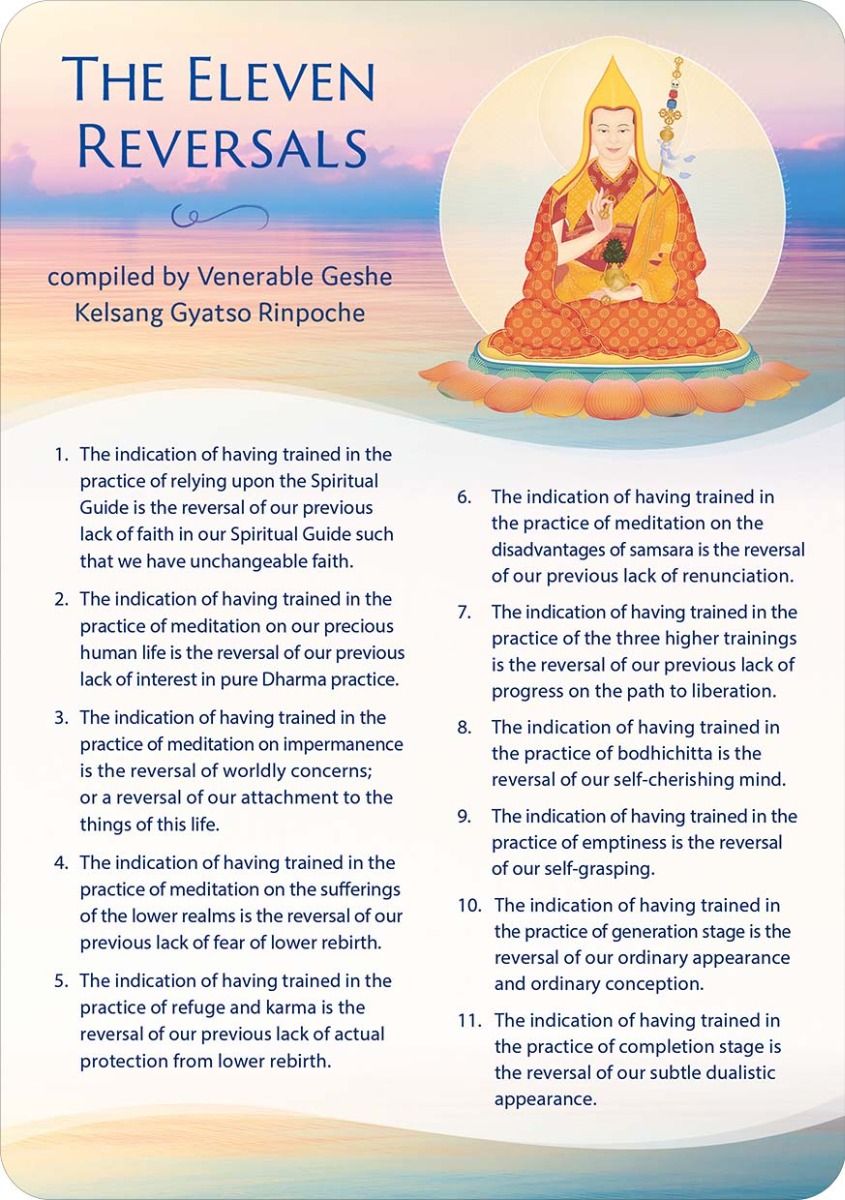 THE ELEVEN
REVERSALS
compiled by Venerable Geshe
Kelsang Gyatso Rinpoche
1. The indication of having trained in the
practice of relying upon the Spiritual
Guide is the reversal of our previous
lack of faith in our Spiritual Guide such
that we have unchangeable faith.
2. The indication of having trained in the
practice of meditation on our precious
human life is the reversal of our previous
lack of interest in pure Dharma practice.
3. The indication of having trained in the
practice of meditation on impermanence
is the reversal of worldly concerns;
or a reversal of our attachment to the
things of this life.
4. The indication of having trained in the
practice of meditation on the sufferings
of the lower realms is the reversal of our
previous lack of fear of lower rebirth.
5. The indication of having trained in the
practice of refuge and karma is the
reversal of our previous lack of actual
protection from lower rebirth.
6. The indication of having trained in
the practice of meditation on the
disadvantages of samsara is the reversal
of our previous lack of renunciation.
7. The indication of having trained in the
practice of the three higher trainings
is the reversal of our previous lack of
progress on the path to liberation.
8. The indication of having trained in
the practice of bodhichitta is the
reversal of our self-cherishing mind.
9. The indication of having trained in the
practice of emptiness is the reversal
of our self-grasping.
10. The indication of having trained in
the practice of generation stage is the
reversal of our ordinary appearance
and ordinary conception.
11. The indication of having trained in
the practice of completion stage is
the reversal of our subtle dualistic
appearance.